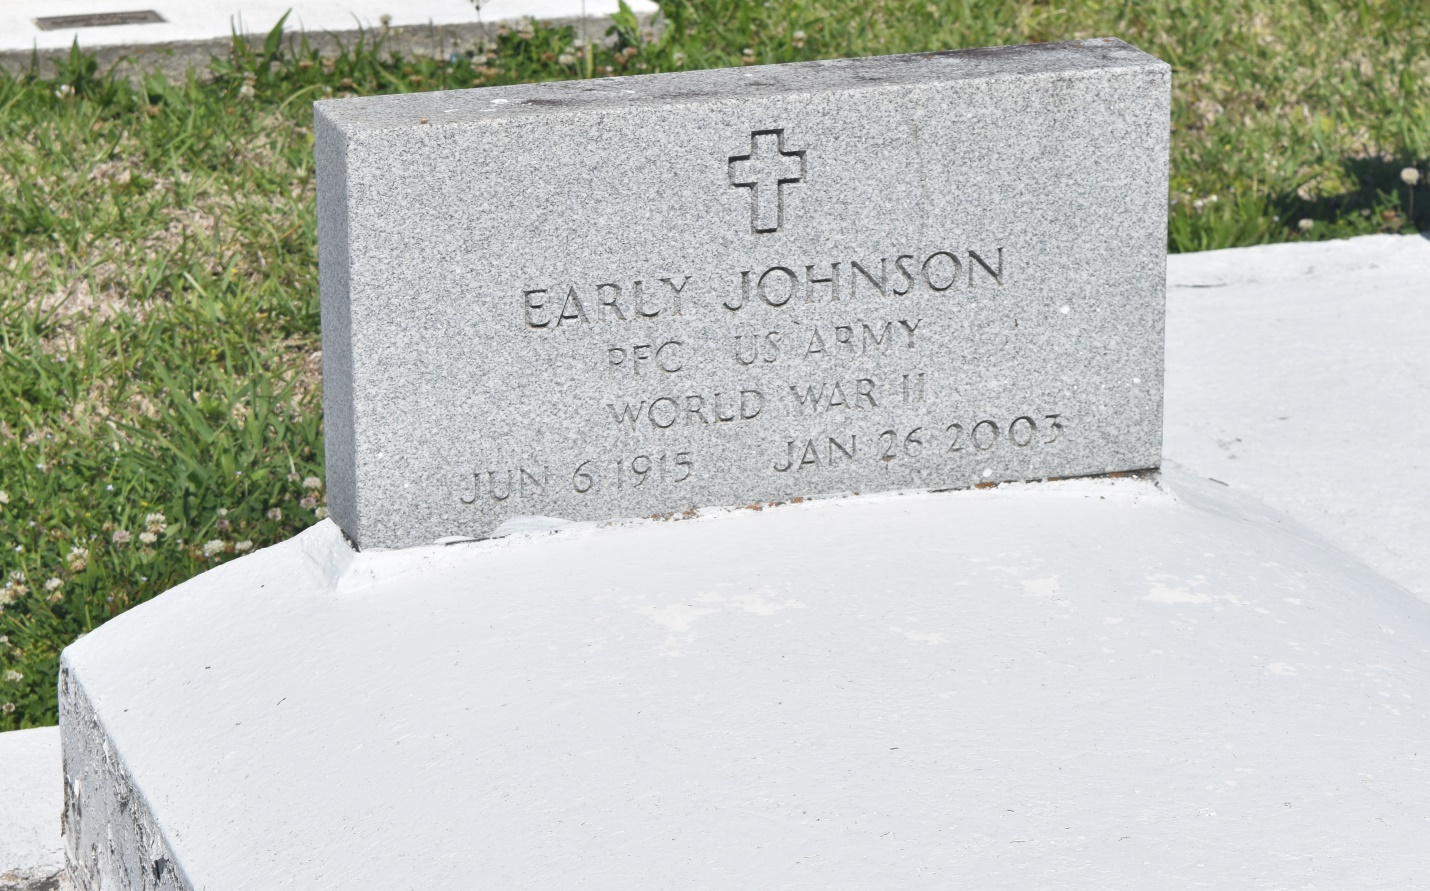 EARLY JOHNSON
PFC US ARMY
WORLD WAR II
JUN 6 1915 JAN 26 2003